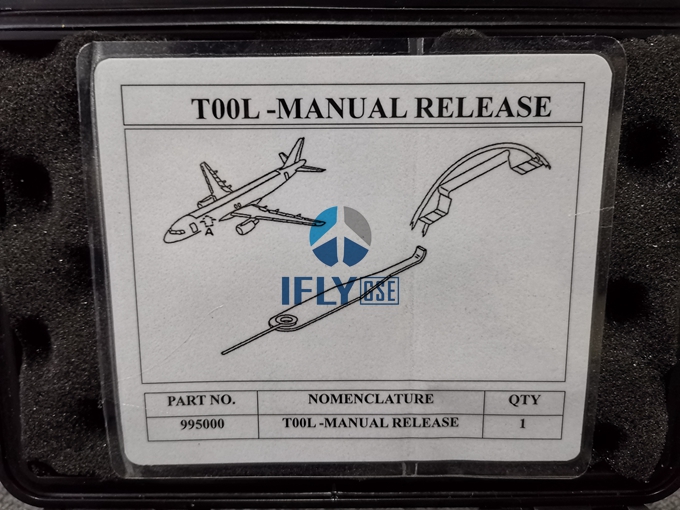 T00L -MANUAL RELEASE
A
IFLY GSE
PART NO. NOMENCLATURE QTY
995000 T00L -MANUAL RELEASE 1